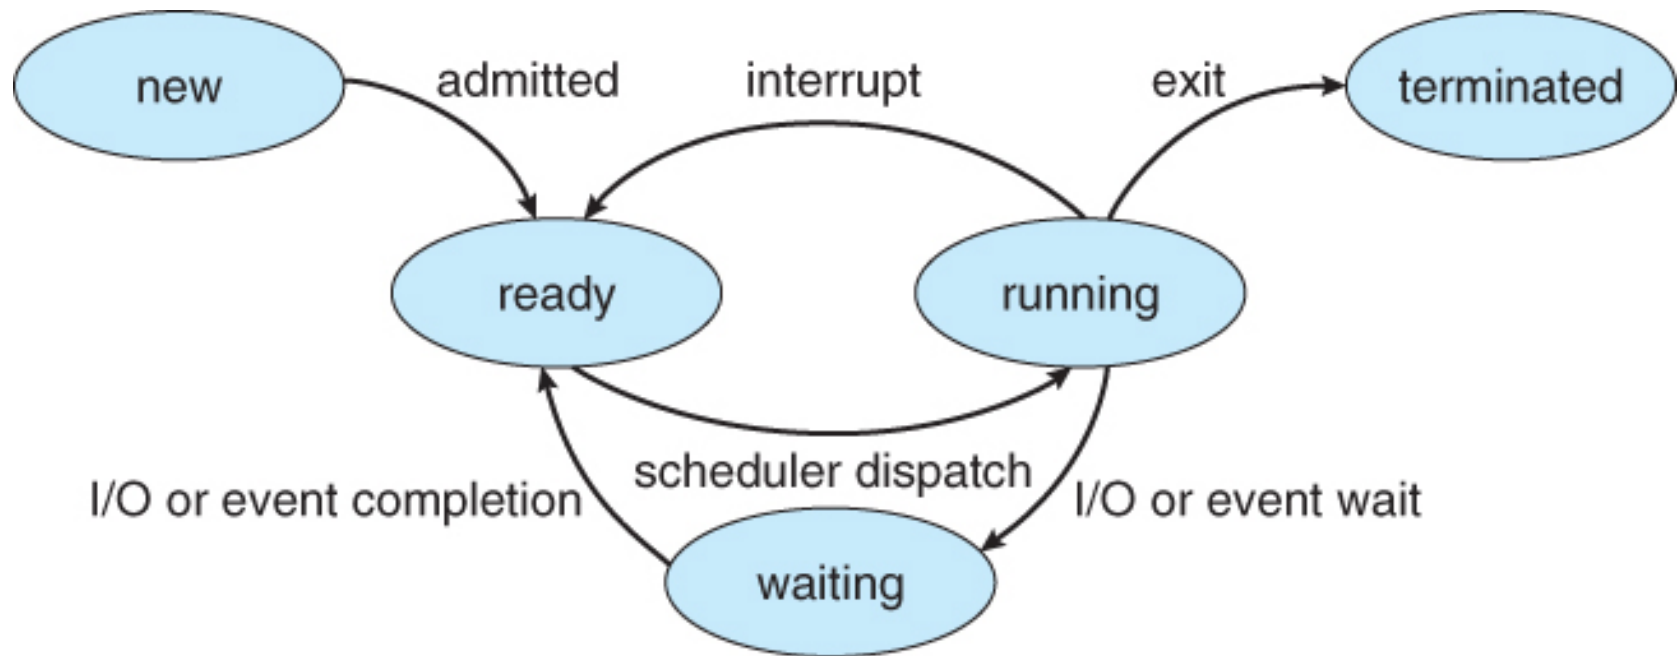 new
admitted
interrupt
exit
terminated
ready
running
scheduler dispatch
I/O or event completion
I/O or event wait
waiting